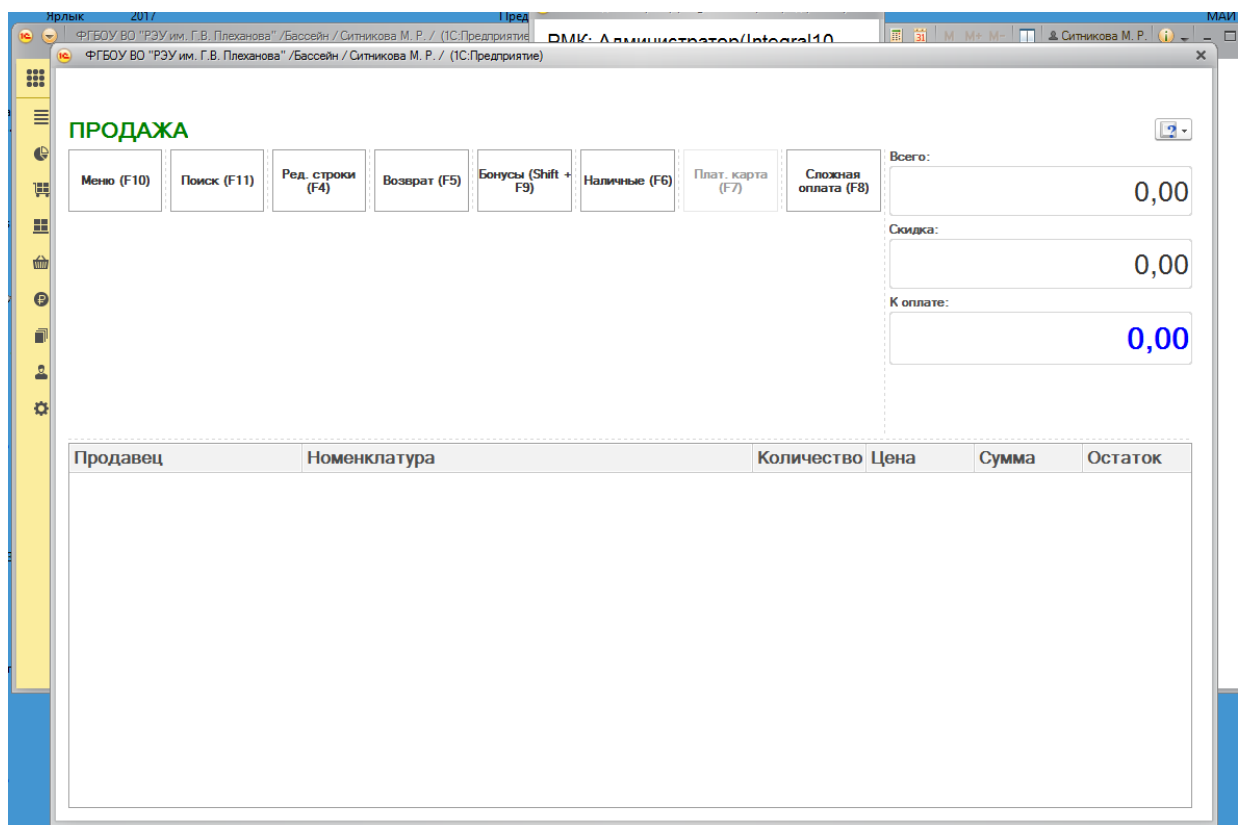 Ярлык 2017 Пред МАЙ
ФГБОУ ВО "РЭУ им. Г.В. Плеханова" /Бассейн / Ситникова М. Р. / (1С:Предприятие
РМК: Администратор(Integral10
31 M M+ M- Ситникова М. Р.
ФГБОУ ВО "РЭУ им. Г.В. Плеханова" /Бассейн / Ситникова М. Р. / (1С:Предприятие)
ПРОДАЖА
Меню (F10)
Поиск (F11)
Ред. строки
(F4)
Возврат (F5)
Бонусы (Shift +
F9)
Наличные (F6)
Плат. карта
(F7)
Сложная
оплата (F8)
Всего:
0,00
Скидка:
0,00
К оплате:
0,00
Продавец Номенклатура Количество Цена Сумма Остаток